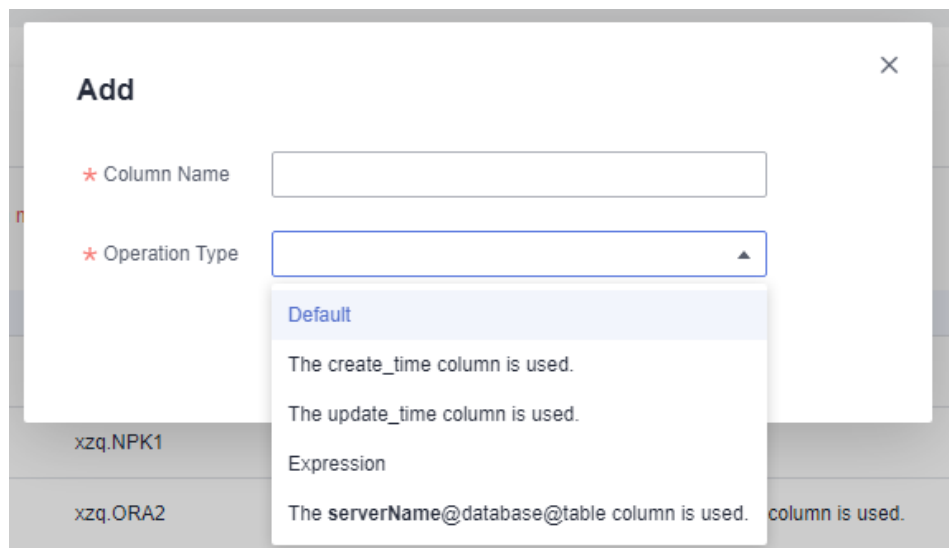 Add
* Column Name
* Operation Type
Default
The create_time column is used.
The update_time column is used.
xzq.NPK1
Expression
xzq.ORA2
The serverName@database@table column is used. column is used.